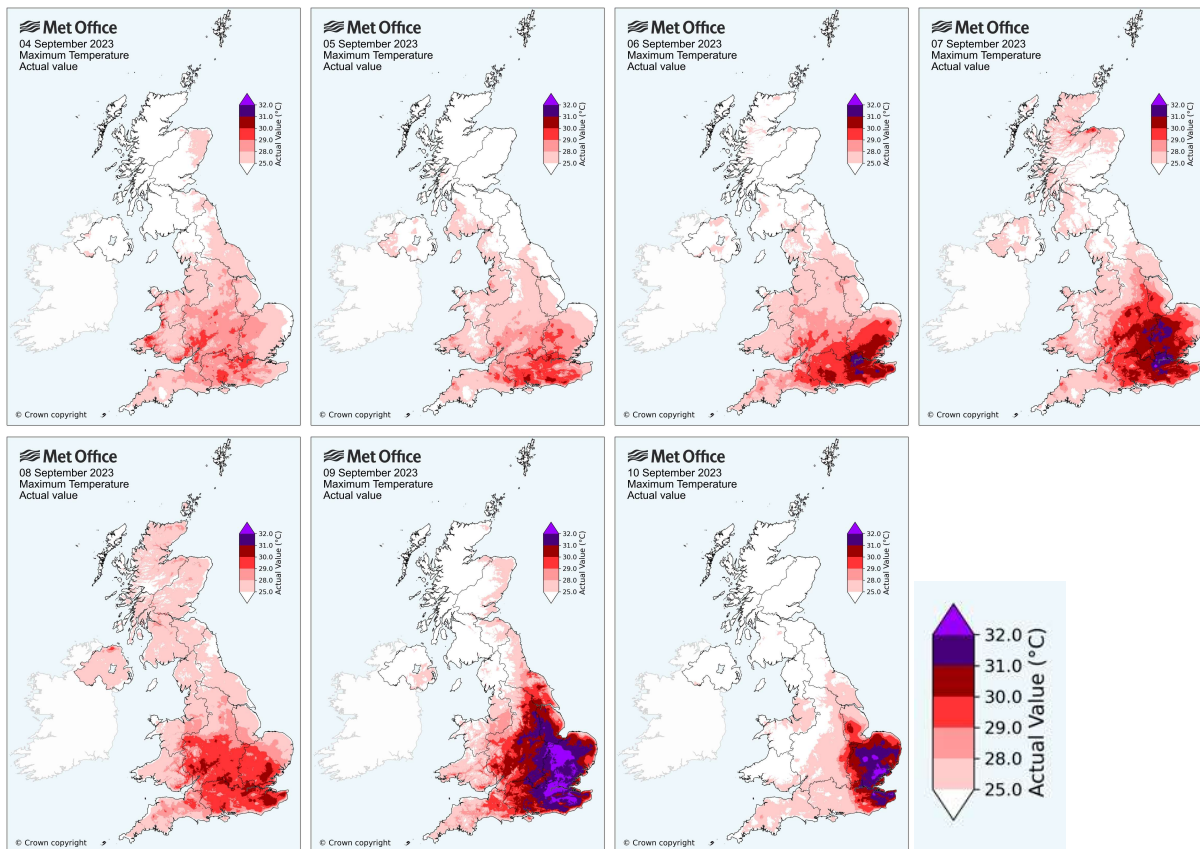 Met Office
04 September 2023
Maximum Temperature
Actual value
32.0
31.0
30.0
29.0
28.0
25.0
Actual Value (°C)
© Crown copyright
Met Office
05 September 2023
Maximum Temperature
Actual value
32.0
31.0
30.0
29.0
28.0
25.0
Actual Value (°C)
© Crown copyright
Met Office
06 September 2023
Maximum Temperature
Actual value
32.0
31.0
30.0
29.0
28.0
25.0
Actual Value (°C)
© Crown copyright
Met Office
07 September 2023
Maximum Temperature
Actual value
32.0
31.0
30.0
29.0
28.0
25.0
Actual Value (°C)
© Crown copyright
Met Office
08 September 2023
Maximum Temperature
Actual value
32.0
31.0
30.0
29.0
28.0
25.0
Actual Value (°C)
© Crown copyright
Met Office
09 September 2023
Maximum Temperature
Actual value
32.0
31.0
30.0
29.0
28.0
25.0
Actual Value (°C)
© Crown copyright
Met Office
10 September 2023
Maximum Temperature
Actual value
32.0
31.0
30.0
29.0
28.0
25.0
Actual Value (°C)
© Crown copyright
32.0
31.0
30.0
29.0
28.0
25.0
Actual Value (°C)